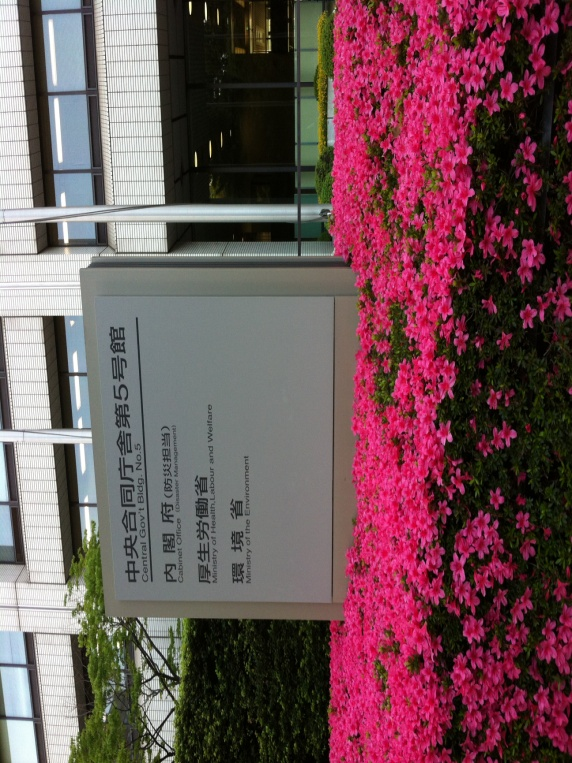 中央合同庁舎第5号館
Central Gov't Bldg. No.5
内閣府(防災担当)
Cabinet Office (Disaster Management)
厚生労働省
Ministry of Health,Labour and Welfare
環境省
Ministry of the Environment